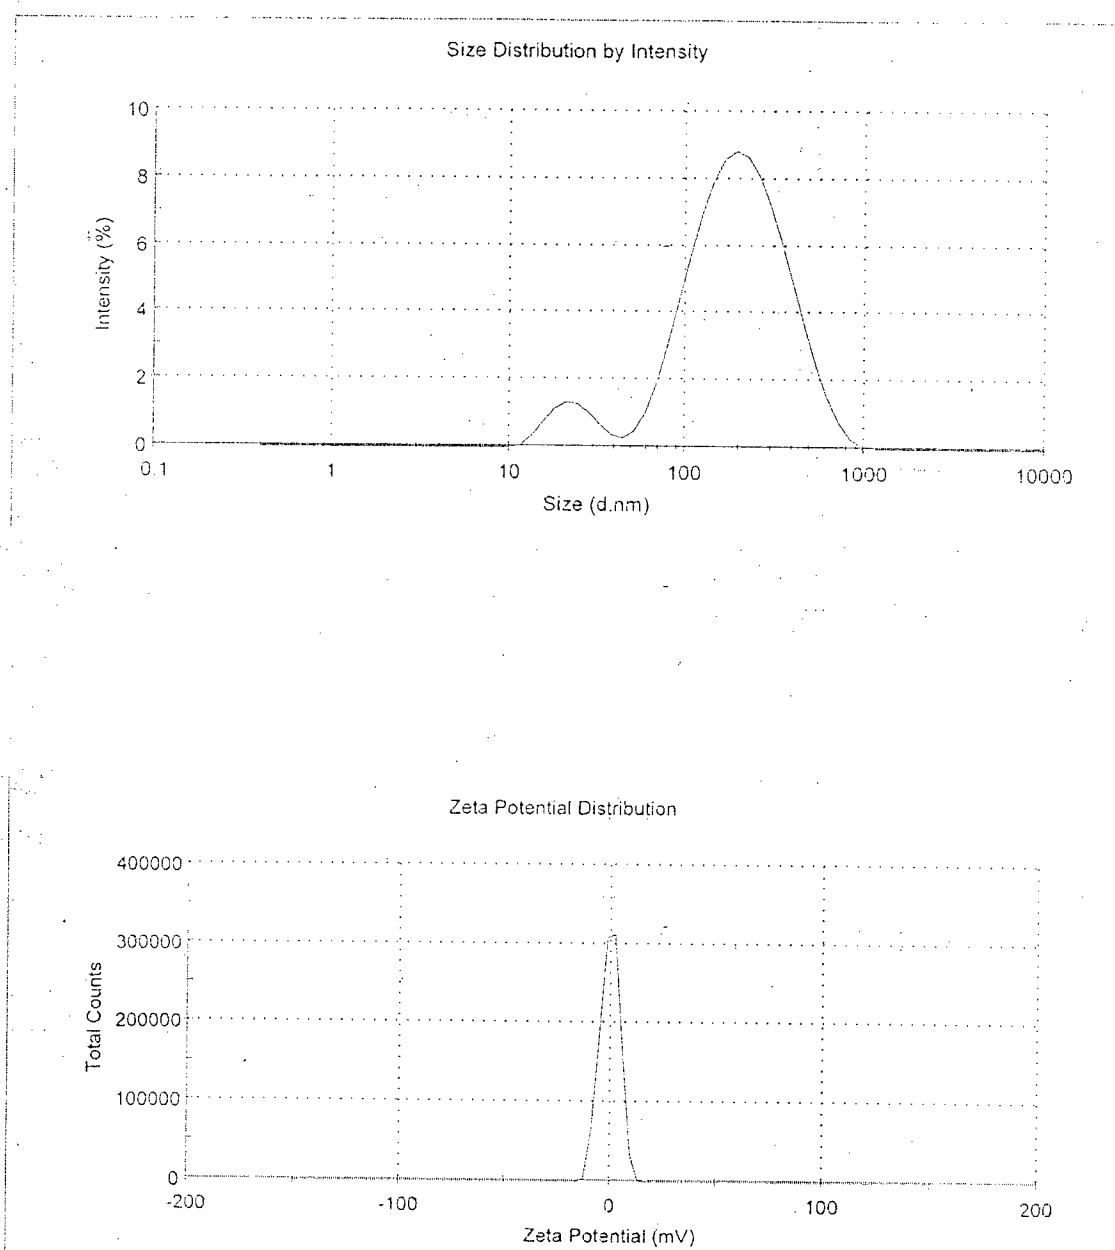 Size Distribution by Intensity
10
8
6
4
2
0
Intensity (%)
0.1 1 10 100 1000 10000
Size (d.nm)
Zeta Potential Distribution
400000
300000
200000
100000
0
Total Counts
-200 -100 0 100 200
Zeta Potential (mV)